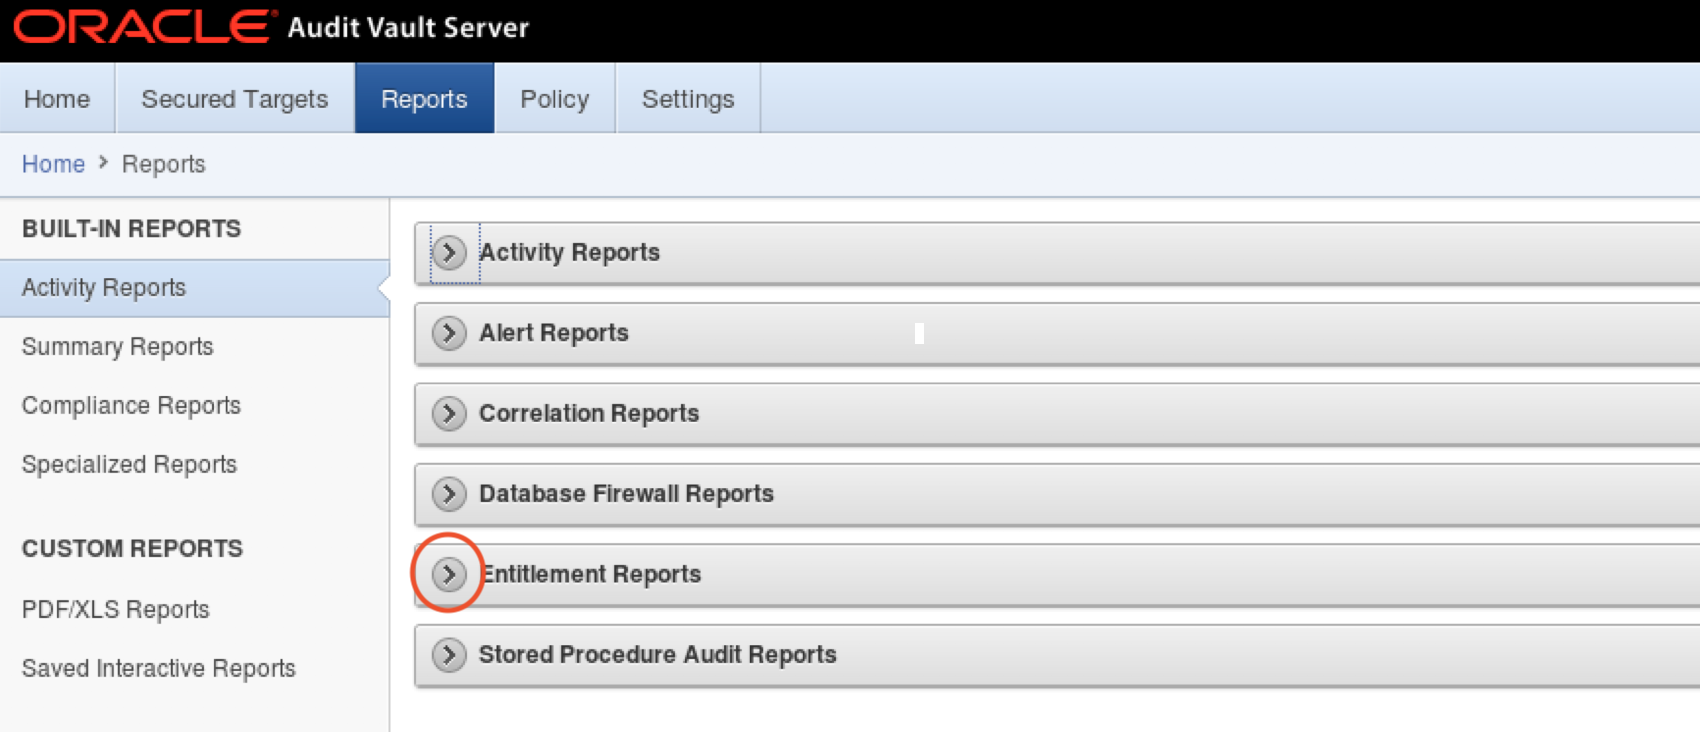 ORACLE Audit Vault Server
Home Secured Targets Reports Policy Settings
Home > Reports
BUILT-IN REPORTS
Activity Reports
Summary Reports
Compliance Reports
Specialized Reports
CUSTOM REPORTS
PDF/XLS Reports
Saved Interactive Reports
Activity Reports
Alert Reports
Correlation Reports
Database Firewall Reports
Entitlement Reports
Stored Procedure Audit Reports